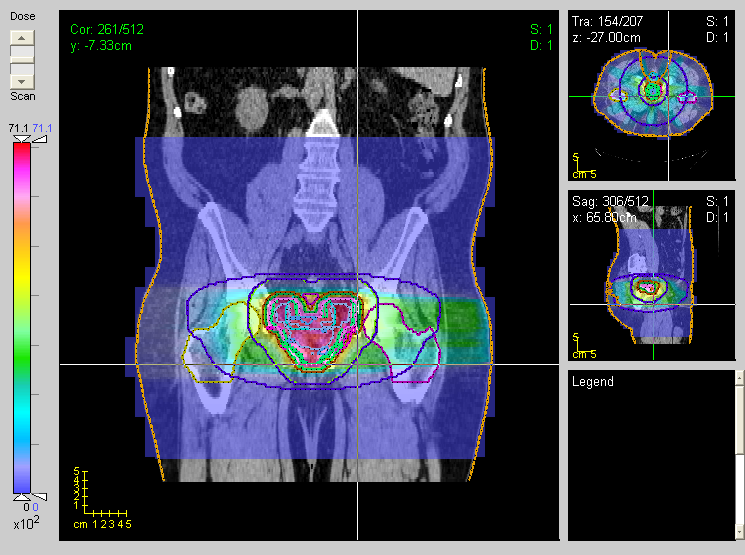 Dose
Scan
71.1 71.1
0 0
x10²
Cor: 261/512
y: -7.33cm
S: 1
D: 1
5
4
3
2
1
cm 1 2 3 4 5
Tra: 154/207
z: -27.00cm
S: 1
D: 1
5
cm 5
Sag: 306/512
x: 65.80cm
S: 1
D: 1
5
cm 5
Legend